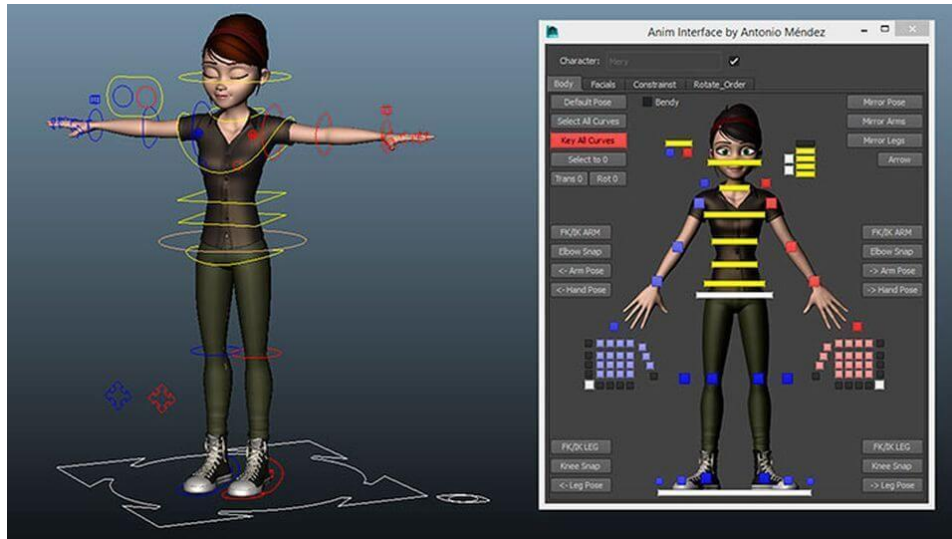 Anim Interface by Antonio Méndez
Character: Mery
Body Facials Constrainst Rotate_Order
Default Pose Bendy Mirror Pose
Select All Curves Mirror Arms
Key All Curves Mirror Legs
Select to 0 Arrow
Trans 0 Rot 0
FK/IK ARM FK/IK ARM
Elbow Snap Elbow Snap
<- Arm Pose -> Arm Pose
<- Hand Pose -> Hand Pose
FK/IK LEG FK/IK LEG
Knee Snap Knee Snap
<- Leg Pose -> Leg Pose